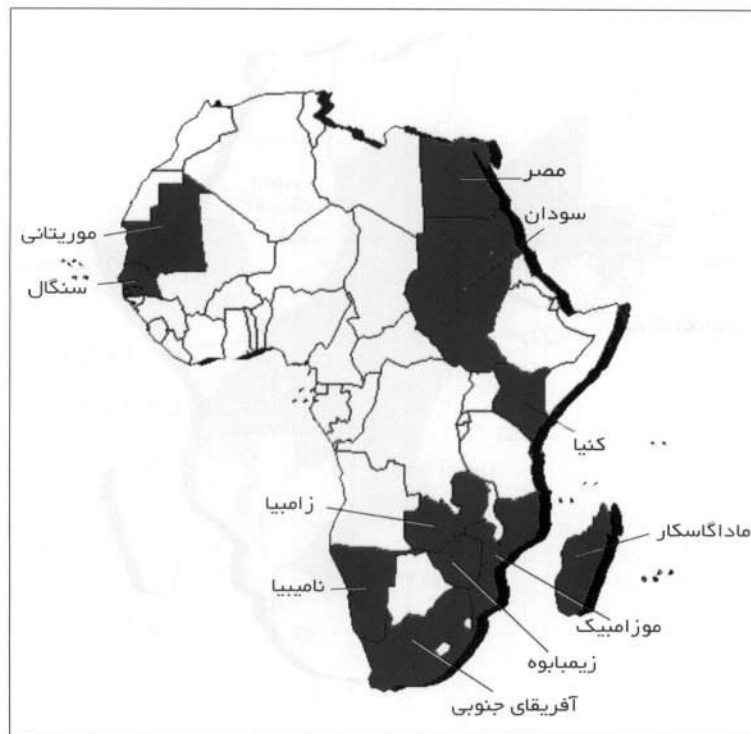 مصر
سودان
موریتانی
سنگال
کنیا
زامبیا
ماداگاسکار
نامیبیا
موزامبیک
زیمبابوه
آفریقای جنوبی